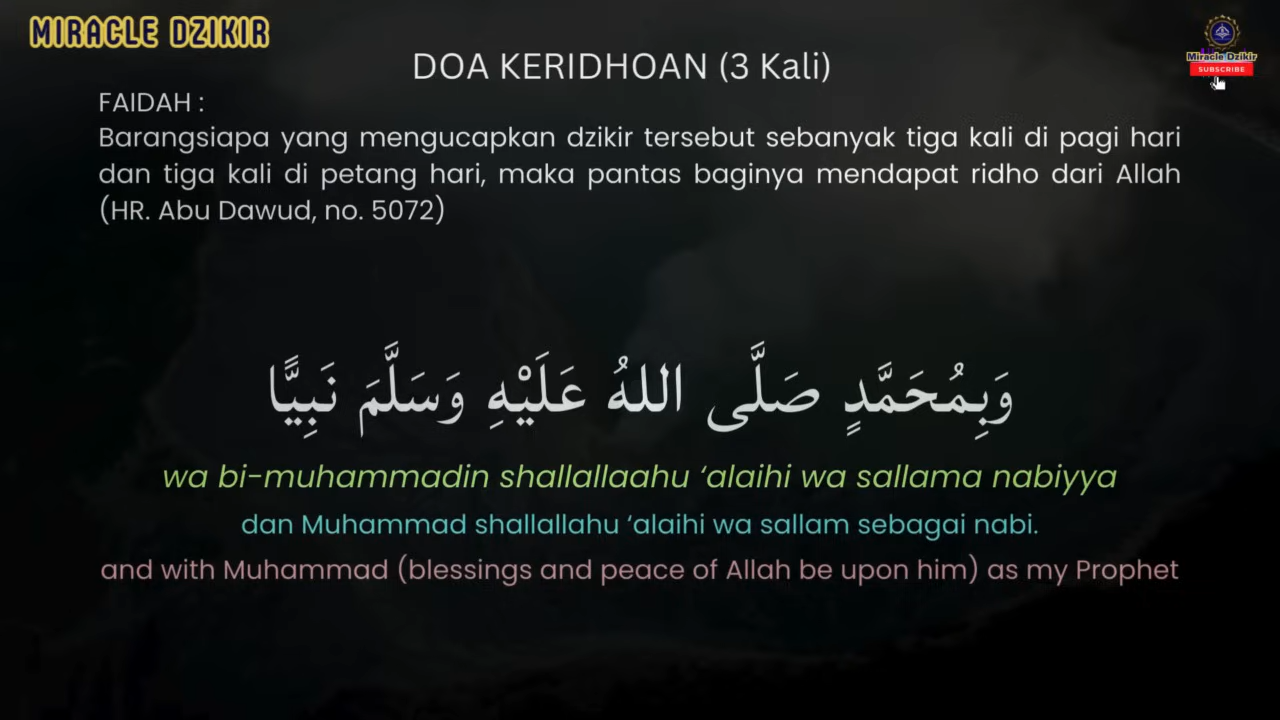 MIRACLE DZIKIR
Miracle Dzikir
SUBSCRIBE
DOA KERIDHOAN (3 Kali)
FAIDAH :
Barangsiapa yang mengucapkan dzikir tersebut sebanyak tiga kali di pagi hari
dan tiga kali di petang hari, maka pantas baginya mendapat ridho dari Allah
(HR. Abu Dawud, no. 5072)
وَبِمُحَمَّدٍ صَلَّى اللهُ عَلَيْهِ وَسَلَّمَ نَبِيًّا
wa bi-muhammadin shallallaahu ‘alaihi wa sallama nabiyya
dan Muhammad shallallahu ‘alaihi wa sallam sebagai nabi.
and with Muhammad (blessings and peace of Allah be upon him) as my Prophet